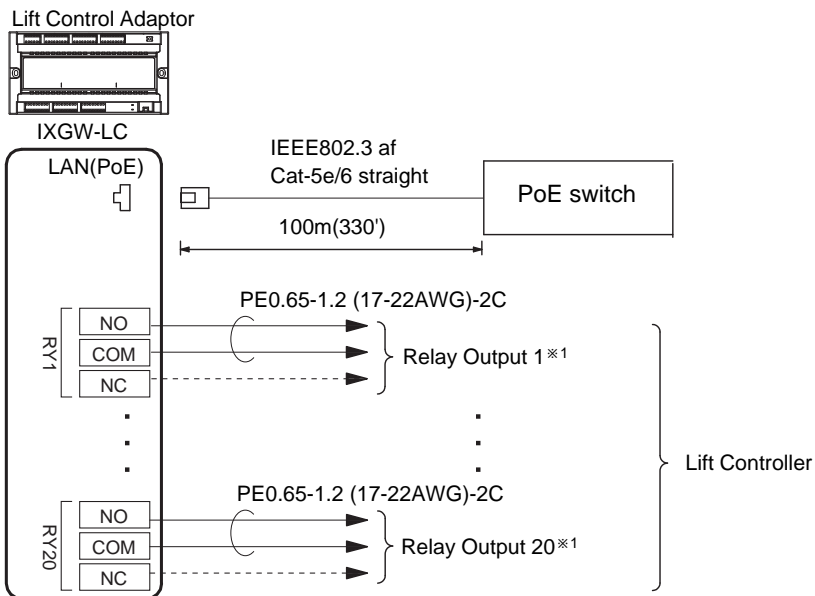 Lift Control Adaptor
IXGW-LC
LAN(PoE)
IEEE802.3 af
Cat-5e/6 straight
PoE switch
100m(330')
PE0.65-1.2 (17-22AWG)-2C
RY1
NO
COM
NC
Relay Output 1※1
PE0.65-1.2 (17-22AWG)-2C
RY20
NO
COM
NC
Relay Output 20※1
Lift Controller